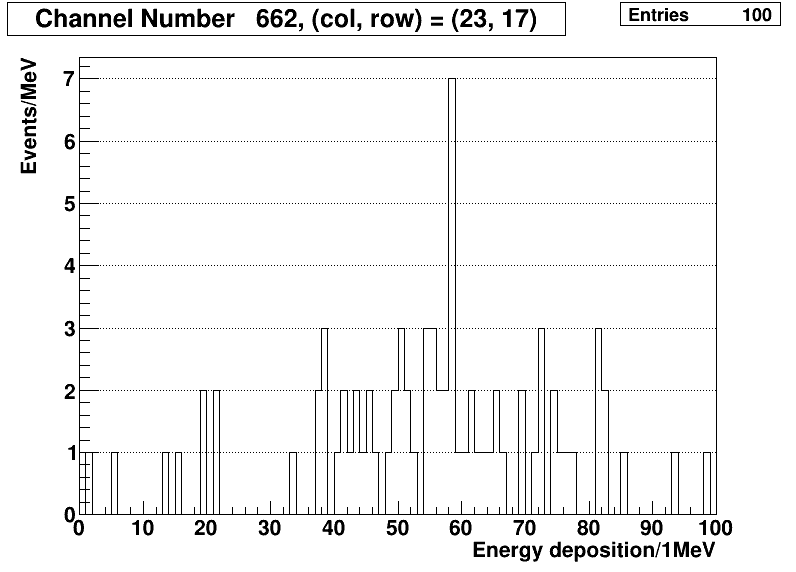 Channel Number 662, (col, row) = (23, 17)
Entries 100
Events/MeV
7
6
5
4
3
2
1
0
0 10 20 30 40 50 60 70 80 90 100
Energy deposition/1MeV